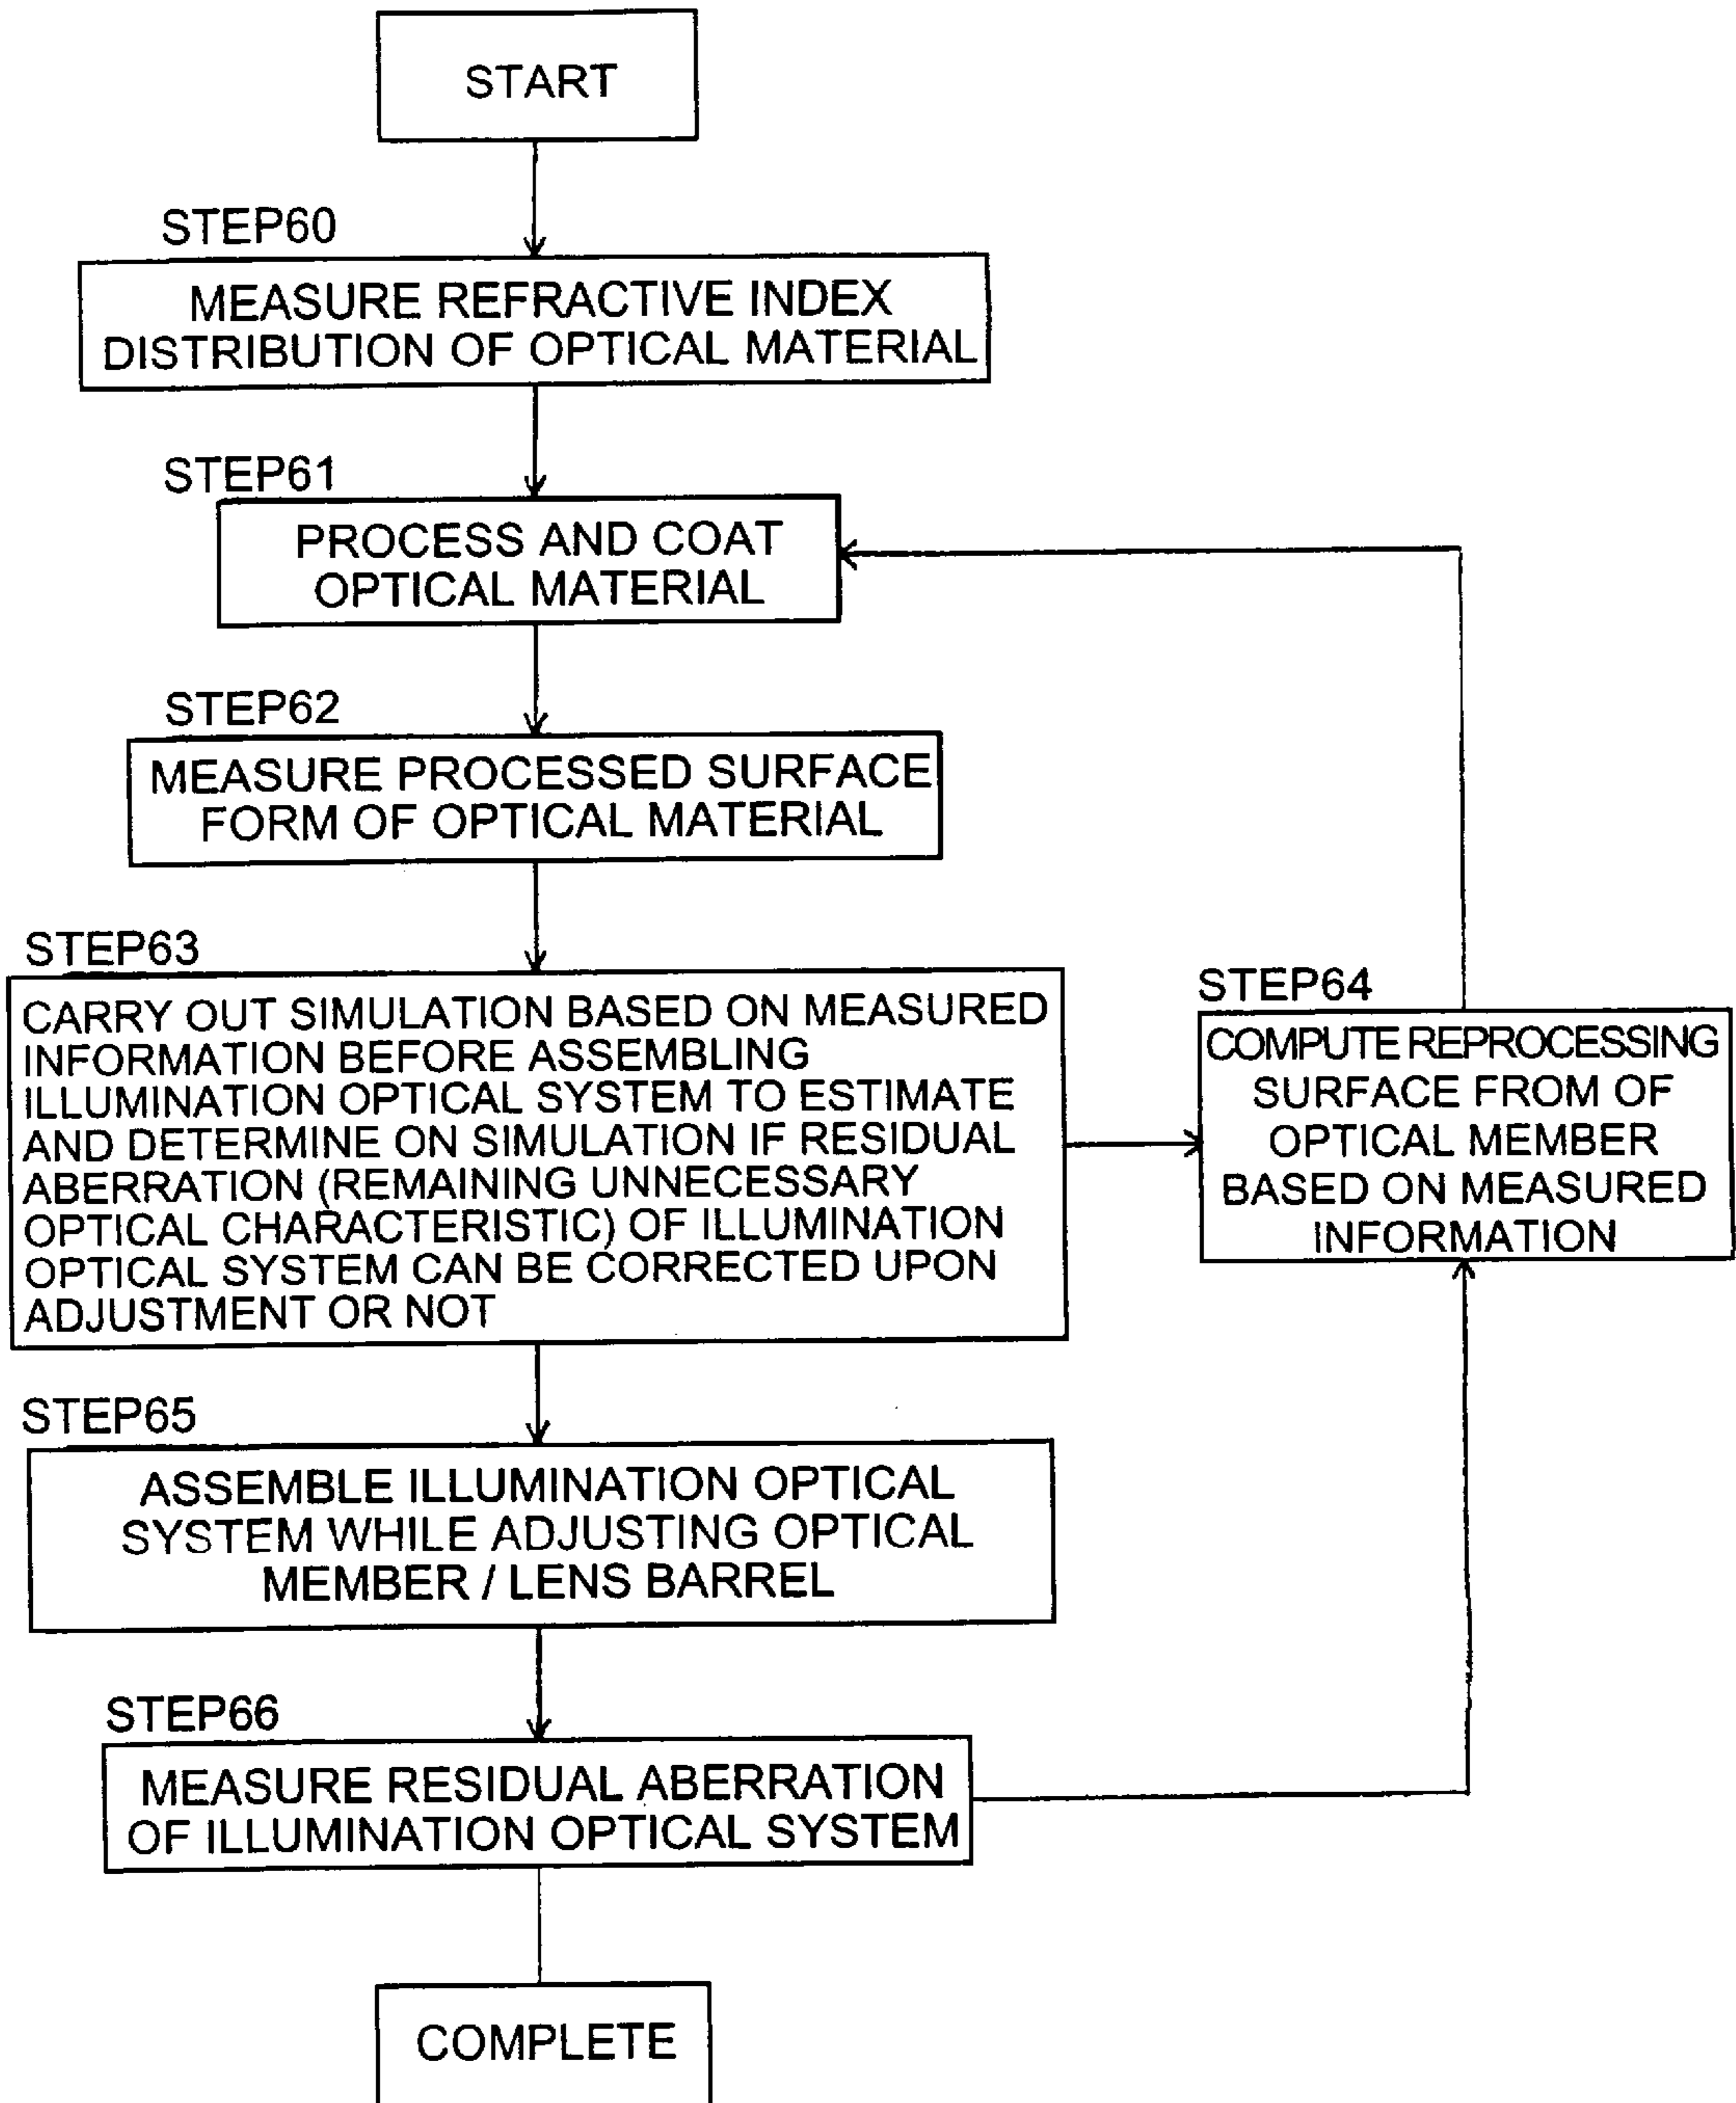 START
STEP60
MEASURE REFRACTIVE INDEX
DISTRIBUTION OF OPTICAL MATERIAL
STEP61
PROCESS AND COAT
OPTICAL MATERIAL
STEP62
MEASURE PROCESSED SURFACE
FORM OF OPTICAL MATERIAL
STEP63
CARRY OUT SIMULATION BASED ON MEASURED
INFORMATION BEFORE ASSEMBLING
ILLUMINATION OPTICAL SYSTEM TO ESTIMATE
AND DETERMINE ON SIMULATION IF RESIDUAL
ABERRATION (REMAINING UNNECESSARY
OPTICAL CHARACTERISTIC) OF ILLUMINATION
OPTICAL SYSTEM CAN BE CORRECTED UPON
ADJUSTMENT OR NOT
STEP64
COMPUTE REPROCESSING
SURFACE FROM OF
OPTICAL MEMBER
BASED ON MEASURED
INFORMATION
STEP65
ASSEMBLE ILLUMINATION OPTICAL
SYSTEM WHILE ADJUSTING OPTICAL
MEMBER / LENS BARREL
STEP66
MEASURE RESIDUAL ABERRATION
OF ILLUMINATION OPTICAL SYSTEM
COMPLETE